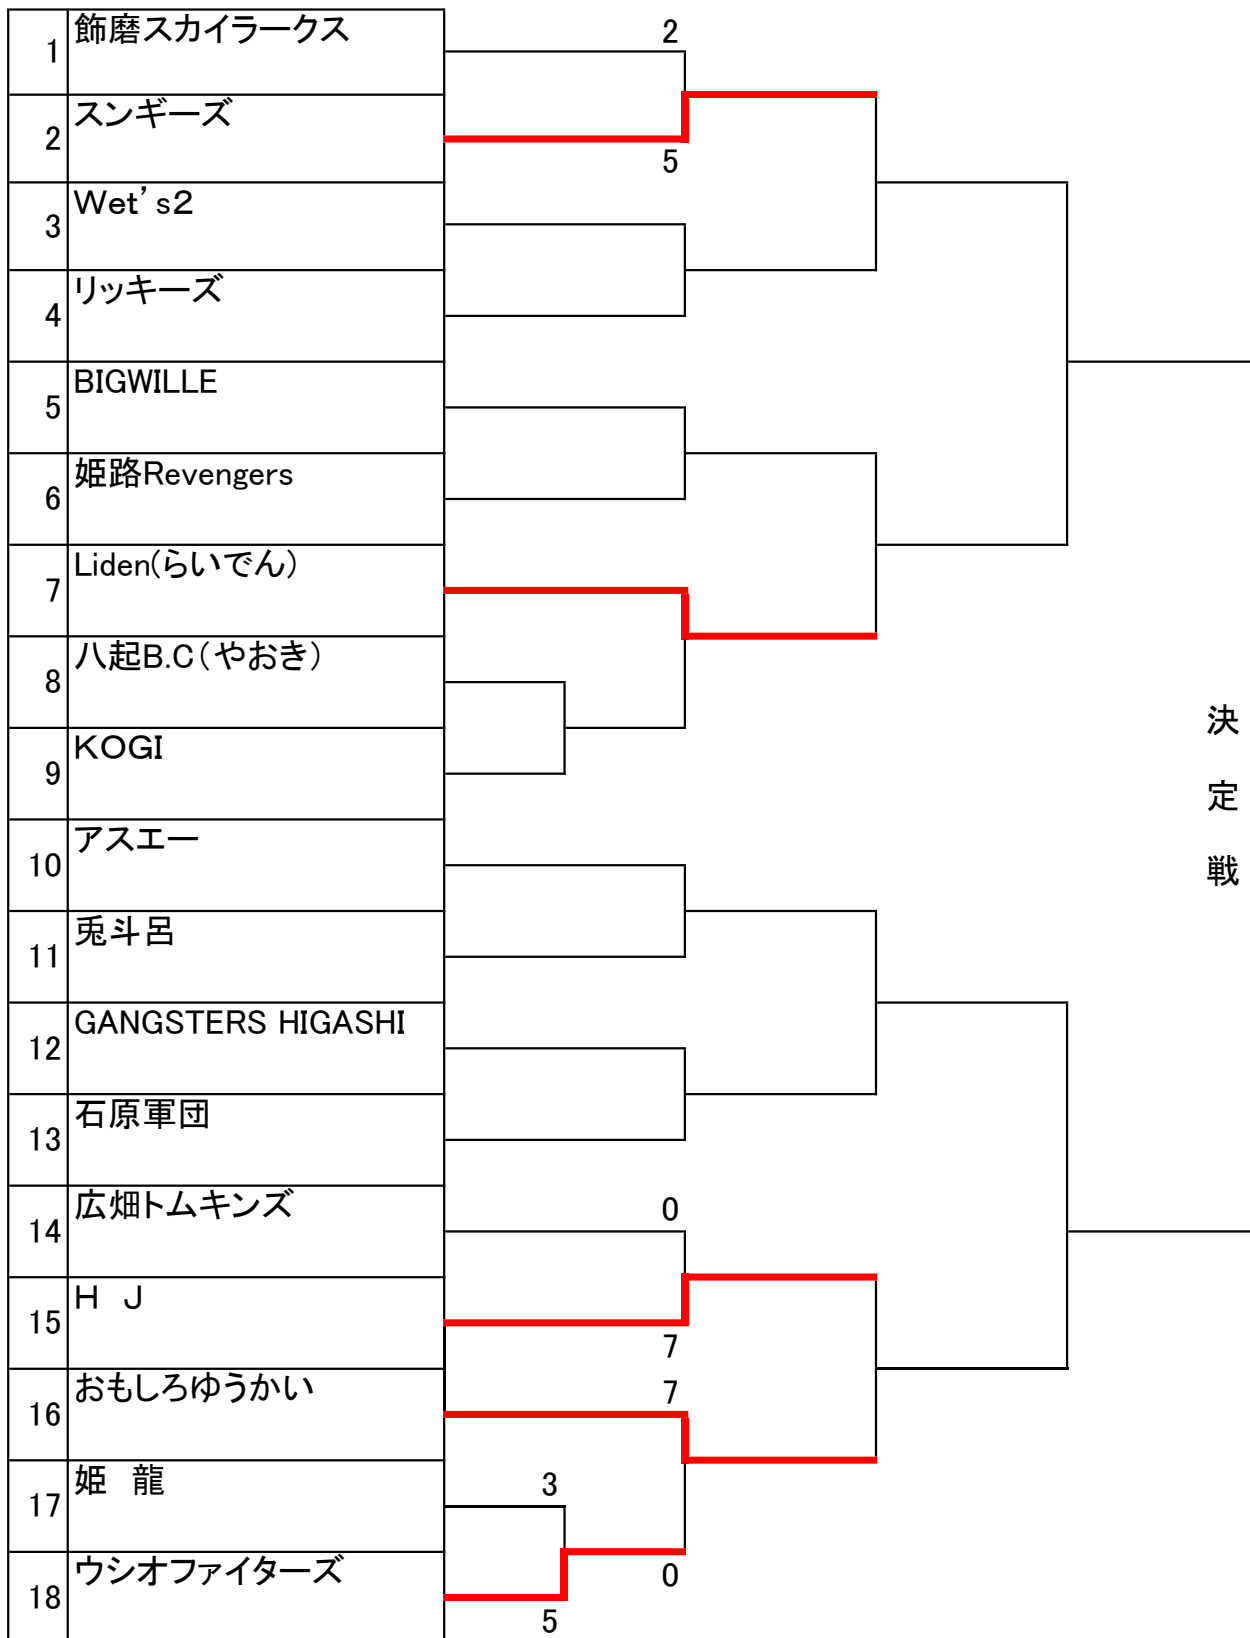 1 飾磨スカイラークス
2
2 スンギーズ
5
3 Wet’s2
4 リッキーズ
5 BIGWILLE
6 姫路Revengers
7 Liden(らいでん)
8 八起B.C(やおき)
9 KOGI
10 アスエー
11 兎斗呂
12 GANGSTERS HIGASHI
13 石原軍団
14 広畑トムキンズ
0
15 H J
7
16 おもしろゆうかい
7
17 姫 龍
3
18 ウシオファイターズ
0
5
決
定
戦